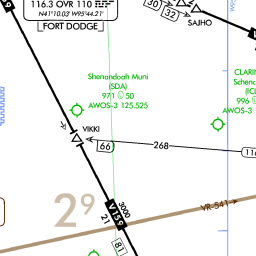 116.3 OVR 110
N41°10.03 W95°44.21'
FORT DODGE
30
32
SAJHO
Shenandoah Muni
(SDA)
971 50
AWOS-3 125.525
CLARIN
Schen
(ICL
996
AWOS-3
VIKKI
66
268
116
29
V159
3000
21
VR-541
81